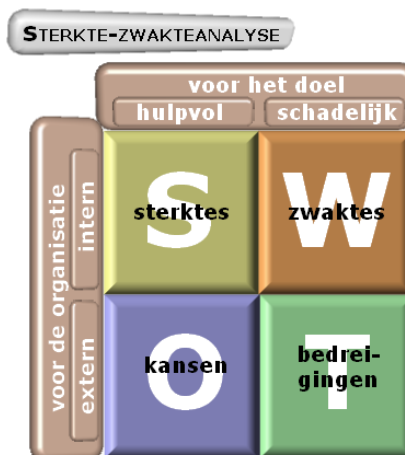 STERKTE-ZWAKTEANALYSE
voor het doel
hulpvol schadelijk
voor de organisatie
intern
extern
S
sterktes
W
zwaktes
O
kansen
T
bedrei-
gingen